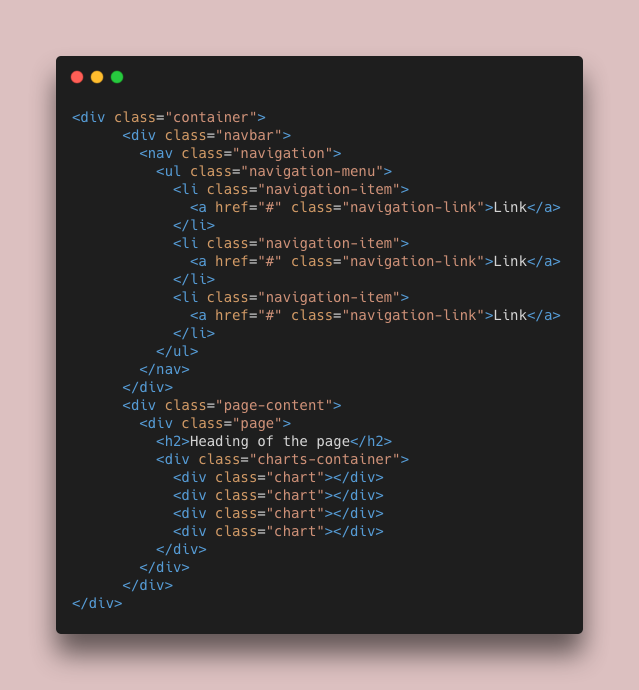 <div class="container">
      <div class="navbar">
        <nav class="navigation">
          <ul class="navigation-menu">
            <li class="navigation-item">
              <a href="#" class="navigation-link">Link</a>
            </li>
            <li class="navigation-item">
              <a href="#" class="navigation-link">Link</a>
            </li>
            <li class="navigation-item">
              <a href="#" class="navigation-link">Link</a>
            </li>
          </ul>
        </nav>
      </div>
      <div class="page-content">
        <div class="page">
          <h2>Heading of the page</h2>
          <div class="charts-container">
            <div class="chart"></div>
            <div class="chart"></div>
            <div class="chart"></div>
            <div class="chart"></div>
          </div>
        </div>
      </div>
</div>